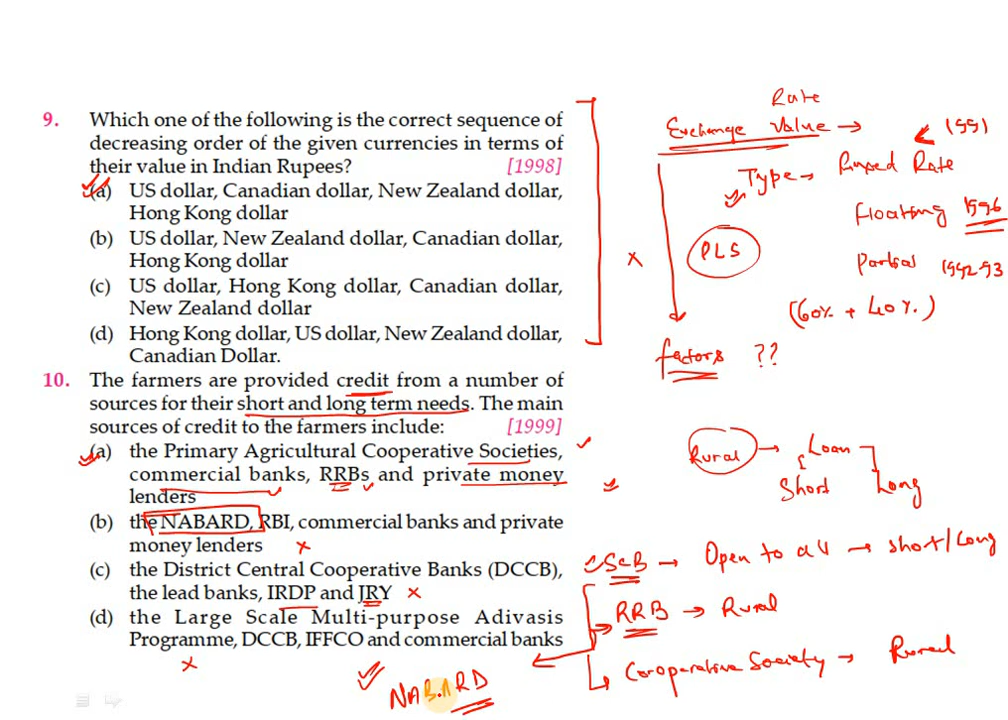 9. Which one of the following is the correct sequence of
decreasing order of the given currencies in terms of
their value in Indian Rupees? [1998]
(a) US dollar, Canadian dollar, New Zealand dollar,
Hong Kong dollar
(b) US dollar, New Zealand dollar, Canadian dollar,
Hong Kong dollar
(c) US dollar, Hong Kong dollar, Canadian dollar,
New Zealand dollar
(d) Hong Kong dollar, US dollar, New Zealand dollar,
Canadian Dollar.
10. The farmers are provided credit from a number of
sources for their short and long term needs. The main
sources of credit to the farmers include: [1999]
(a) the Primary Agricultural Cooperative Societies,
commercial banks, RRBs and private money
lenders
(b) the NABARD, RBI, commercial banks and private
money lenders
(c) the District Central Cooperative Banks (DCCB),
the lead banks, IRDP and JRY
(d) the Large Scale Multi-purpose Adivasis
Programme, DCCB, IFFCO and commercial banks
NABARD
Rate
Exchange Value → 1991
Type → Rate
Floating 1996
PLS
Partial 1992-93
(60% + 40%)
factors ??
Rural → Loan
Short Long
SCB → Open to all → short/Long
RRB → Rural
Co-operative Society → Rural